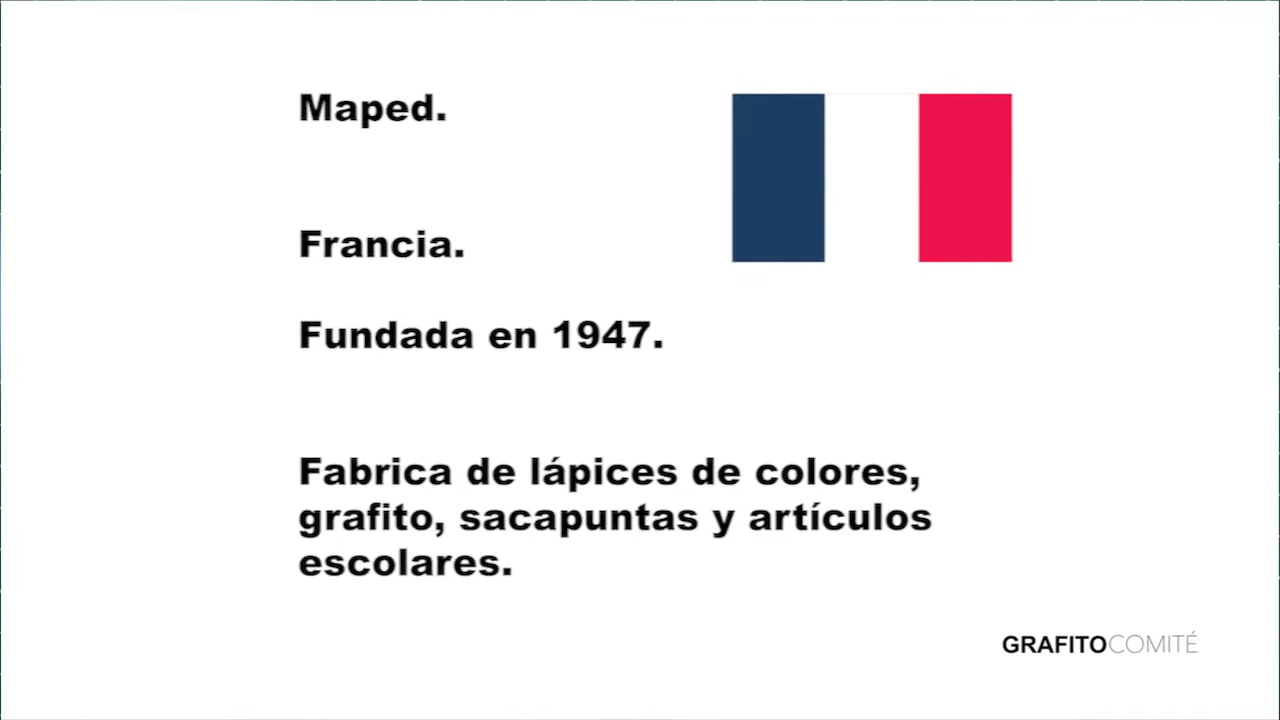 Maped.
Francia.
Fundada en 1947.
Fabrica de lápices de colores,
grafito, sacapuntas y artículos
escolares.
GRAFITOCOMITÉ